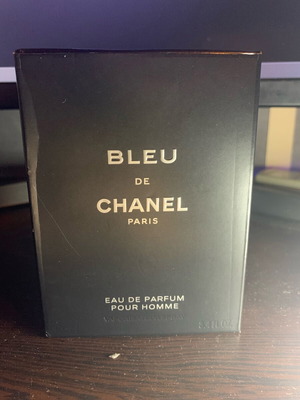 BLEU
DE
CHANEL
PARIS
EAU DE PARFUM
POUR HOMME